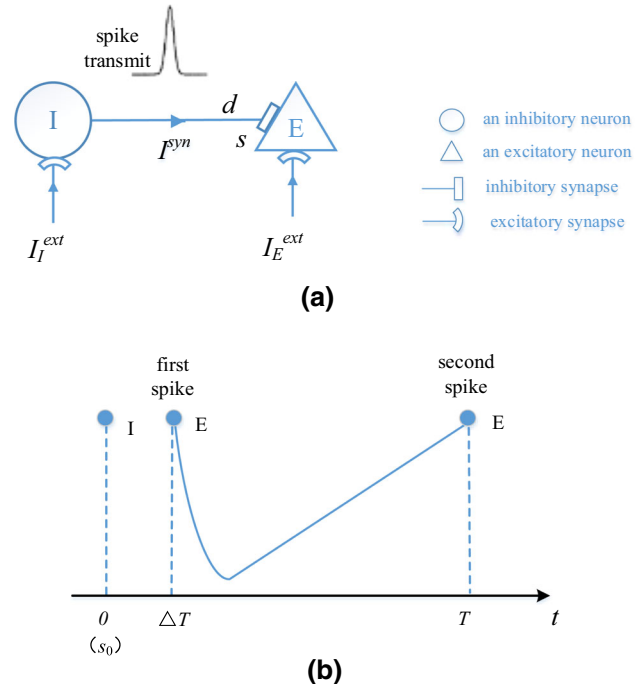 spike
transmit
I
d
E
s
I^syn
I_I^ext
I_E^ext
an inhibitory neuron
an excitatory neuron
inhibitory synapse
excitatory synapse
(a)
first
spike
second
spike
I
E
E
0
△T
T
t
(s₀)
(b)